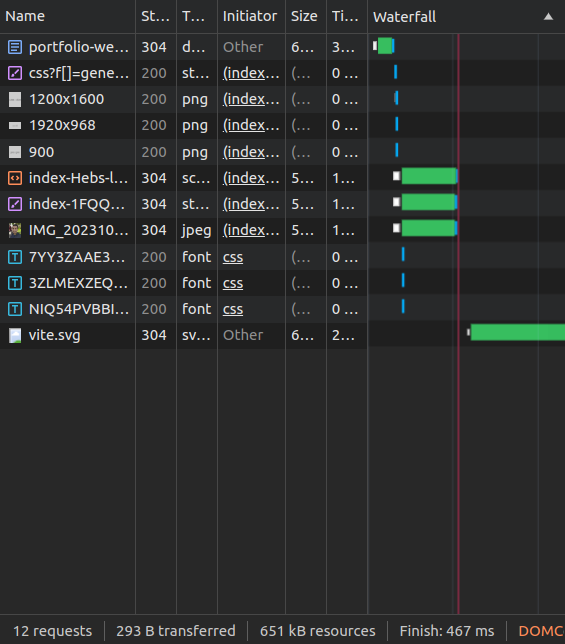 Name St... T... Initiator Size Ti... Waterfall
portfolio-we... 304 d... Other 6... 3...
css?f[]=gene... 200 st... (index... (... 0 ...
1200x1600 200 png (index... (... 0 ...
1920x968 200 png (index... (... 0 ...
900 200 png (index... (... 0 ...
index-Hebs-l... 304 sc... (index... 5... 1...
index-1FQQ... 304 st... (index... 5... 1...
IMG_202310... 304 jpeg (index... 5... 1...
7YY3ZAAE3... 200 font css (... 0 ...
3ZLMEXZEQ... 200 font css (... 0 ...
NIQ54PVBBI... 200 font css (... 0 ...
vite.svg 304 sv... Other 6... 2...
12 requests 293 B transferred 651 kB resources Finish: 467 ms DOMC